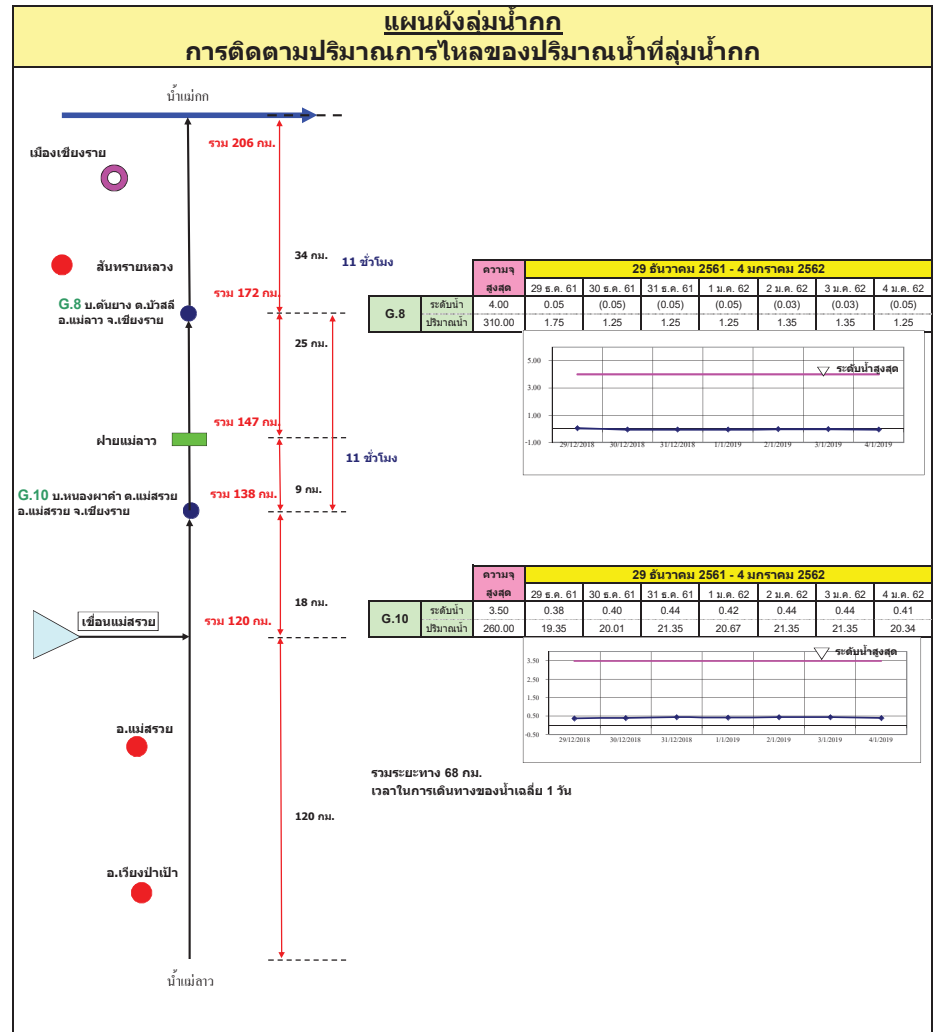 แผนผังลุ่มน้ำกก
การติดตามปริมาณการไหลของปริมาณน้ำที่ลุ่มน้ำกก
น้ำแม่กก
รวม 206 กม.
เมืองเชียงราย
สันทรายหลวง
34 กม.
11 ชั่วโมง
รวม 172 กม.
G.8 บ.ต้นยาง ต.บัวสลี
อ.แม่ลาว จ.เชียงราย
25 กม.
รวม 147 กม.
ฝายแม่ลาว
11 ชั่วโมง
G.10 บ.หนองผาคำ ต.แม่สรวย
อ.แม่สรวย จ.เชียงราย
รวม 138 กม.
9 กม.
18 กม.
เขื่อนแม่สรวย
รวม 120 กม.
อ.แม่สรวย
120 กม.
อ.เวียงป่าเป้า
น้ำแม่ลาว
ความจุ สูงสุด 29 ธันวาคม 2561 - 4 มกราคม 2562
29 ธ.ค. 61 30 ธ.ค. 61 31 ธ.ค. 61 1 ม.ค. 62 2 ม.ค. 62 3 ม.ค. 62 4 ม.ค. 62
G.8
ระดับน้ำ 4.00 0.05 (0.05) (0.05) (0.05) (0.03) (0.03) (0.05)
ปริมาณน้ำ 310.00 1.75 1.25 1.25 1.25 1.35 1.35 1.25
5.00
3.00
1.00
-1.00
ระดับน้ำสูงสุด
29/12/2018 30/12/2018 31/12/2018 1/1/2019 2/1/2019 3/1/2019 4/1/2019
ความจุ สูงสุด 29 ธันวาคม 2561 - 4 มกราคม 2562
29 ธ.ค. 61 30 ธ.ค. 61 31 ธ.ค. 61 1 ม.ค. 62 2 ม.ค. 62 3 ม.ค. 62 4 ม.ค. 62
G.10
ระดับน้ำ 3.50 0.38 0.40 0.44 0.42 0.44 0.44 0.41
ปริมาณน้ำ 260.00 19.35 20.01 21.35 20.67 21.35 21.35 20.34
3.50
2.50
1.50
0.50
-0.50
ระดับน้ำสูงสุด
29/12/2018 30/12/2018 31/12/2018 1/1/2019 2/1/2019 3/1/2019 4/1/2019
รวมระยะทาง 68 กม.
เวลาในการเดินทางของน้ำเฉลี่ย 1 วัน